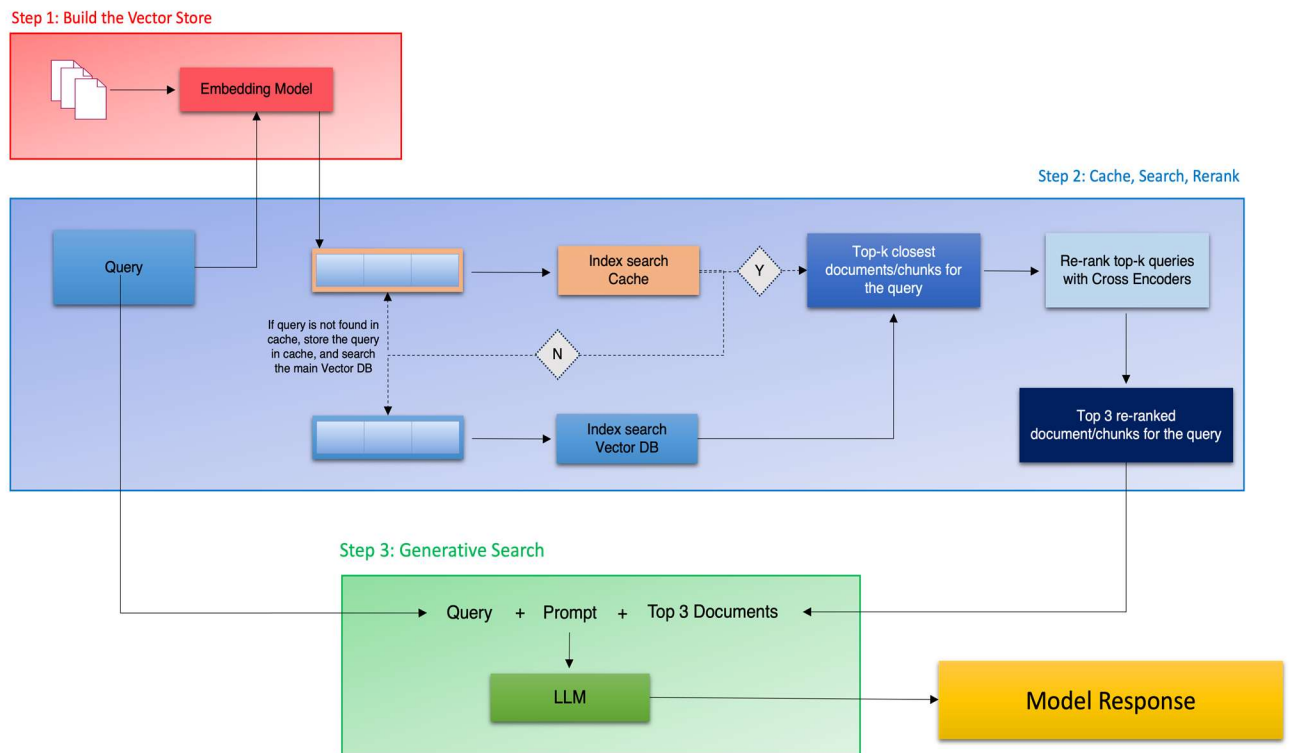 Step 1: Build the Vector Store
Embedding Model
Step 2: Cache, Search, Rerank
Query
Index search
Cache
Y
Top-k closest
documents/chunks for
the query
Re-rank top-k queries
with Cross Encoders
If query is not found in
cache, store the query
in cache, and search
the main Vector DB
N
Index search
Vector DB
Top 3 re-ranked
document/chunks for the query
Step 3: Generative Search
Query + Prompt + Top 3 Documents
LLM
Model Response